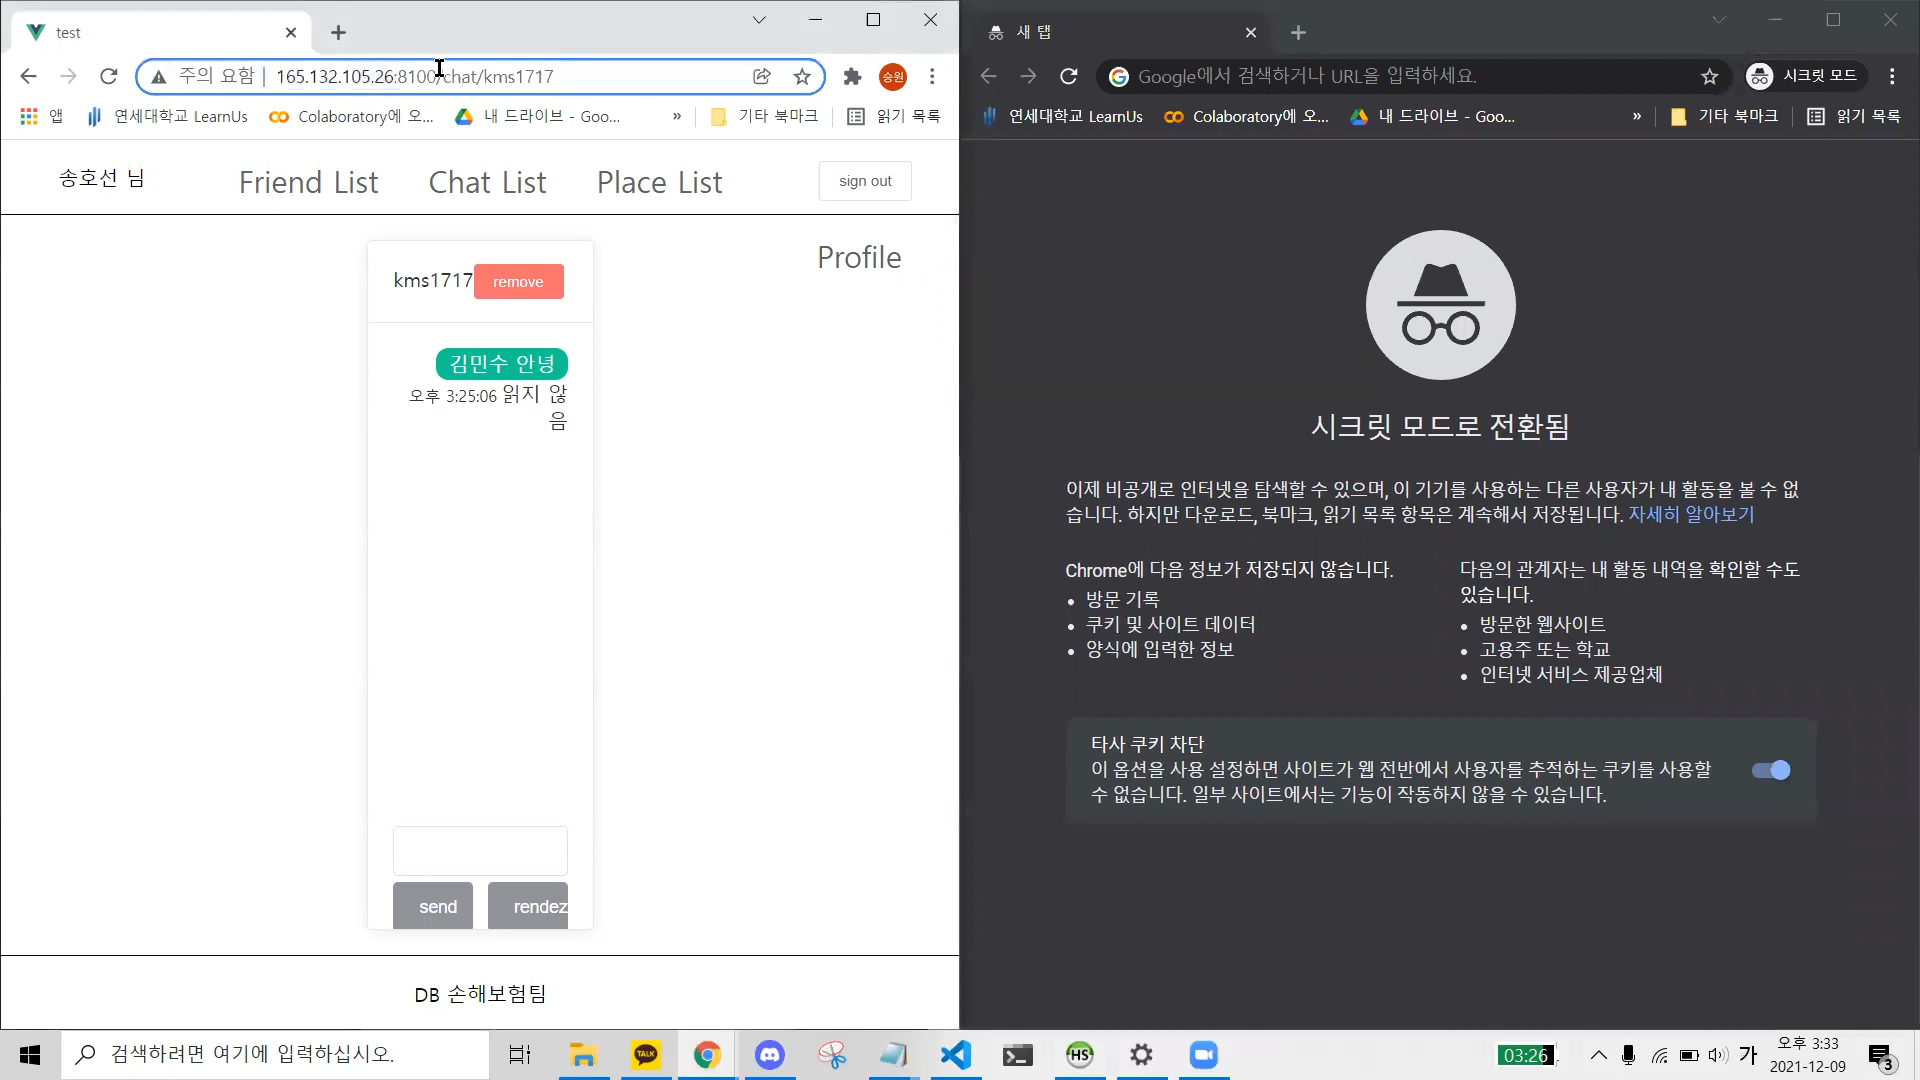 test
주의 요함 | 165.132.105.26:8100/chat/kms1717
승원
앱 연세대학교 LearnUs Colaboratory에 오... 내 드라이브 - Goo... » 기타 북마크 읽기 목록
송호선 님 Friend List Chat List Place List sign out
Profile
kms1717 remove
김민수 안녕
오후 3:25:06 읽지 않
음
send rendez
DB 손해보험팀
새 탭
Google에서 검색하거나 URL을 입력하세요. 시크릿 모드
연세대학교 LearnUs Colaboratory에 오... 내 드라이브 - Goo... » 기타 북마크 읽기 목록
시크릿 모드로 전환됨
이제 비공개로 인터넷을 탐색할 수 있으며, 이 기기를 사용하는 다른 사용자가 내 활동을 볼 수 없
습니다. 하지만 다운로드, 북마크, 읽기 목록 항목은 계속해서 저장됩니다. 자세히 알아보기
Chrome에 다음 정보가 저장되지 않습니다.
• 방문 기록
• 쿠키 및 사이트 데이터
• 양식에 입력한 정보
다음의 관계자는 내 활동 내역을 확인할 수도
있습니다.
• 방문한 웹사이트
• 고용주 또는 학교
• 인터넷 서비스 제공업체
타사 쿠키 차단
이 옵션을 사용 설정하면 사이트가 웹 전반에서 사용자를 추적하는 쿠키를 사용할
수 없습니다. 일부 사이트에서는 기능이 작동하지 않을 수 있습니다.
검색하려면 여기에 입력하십시오.
TALK
HS
03:26
가
오후 3:33
2021-12-09
3